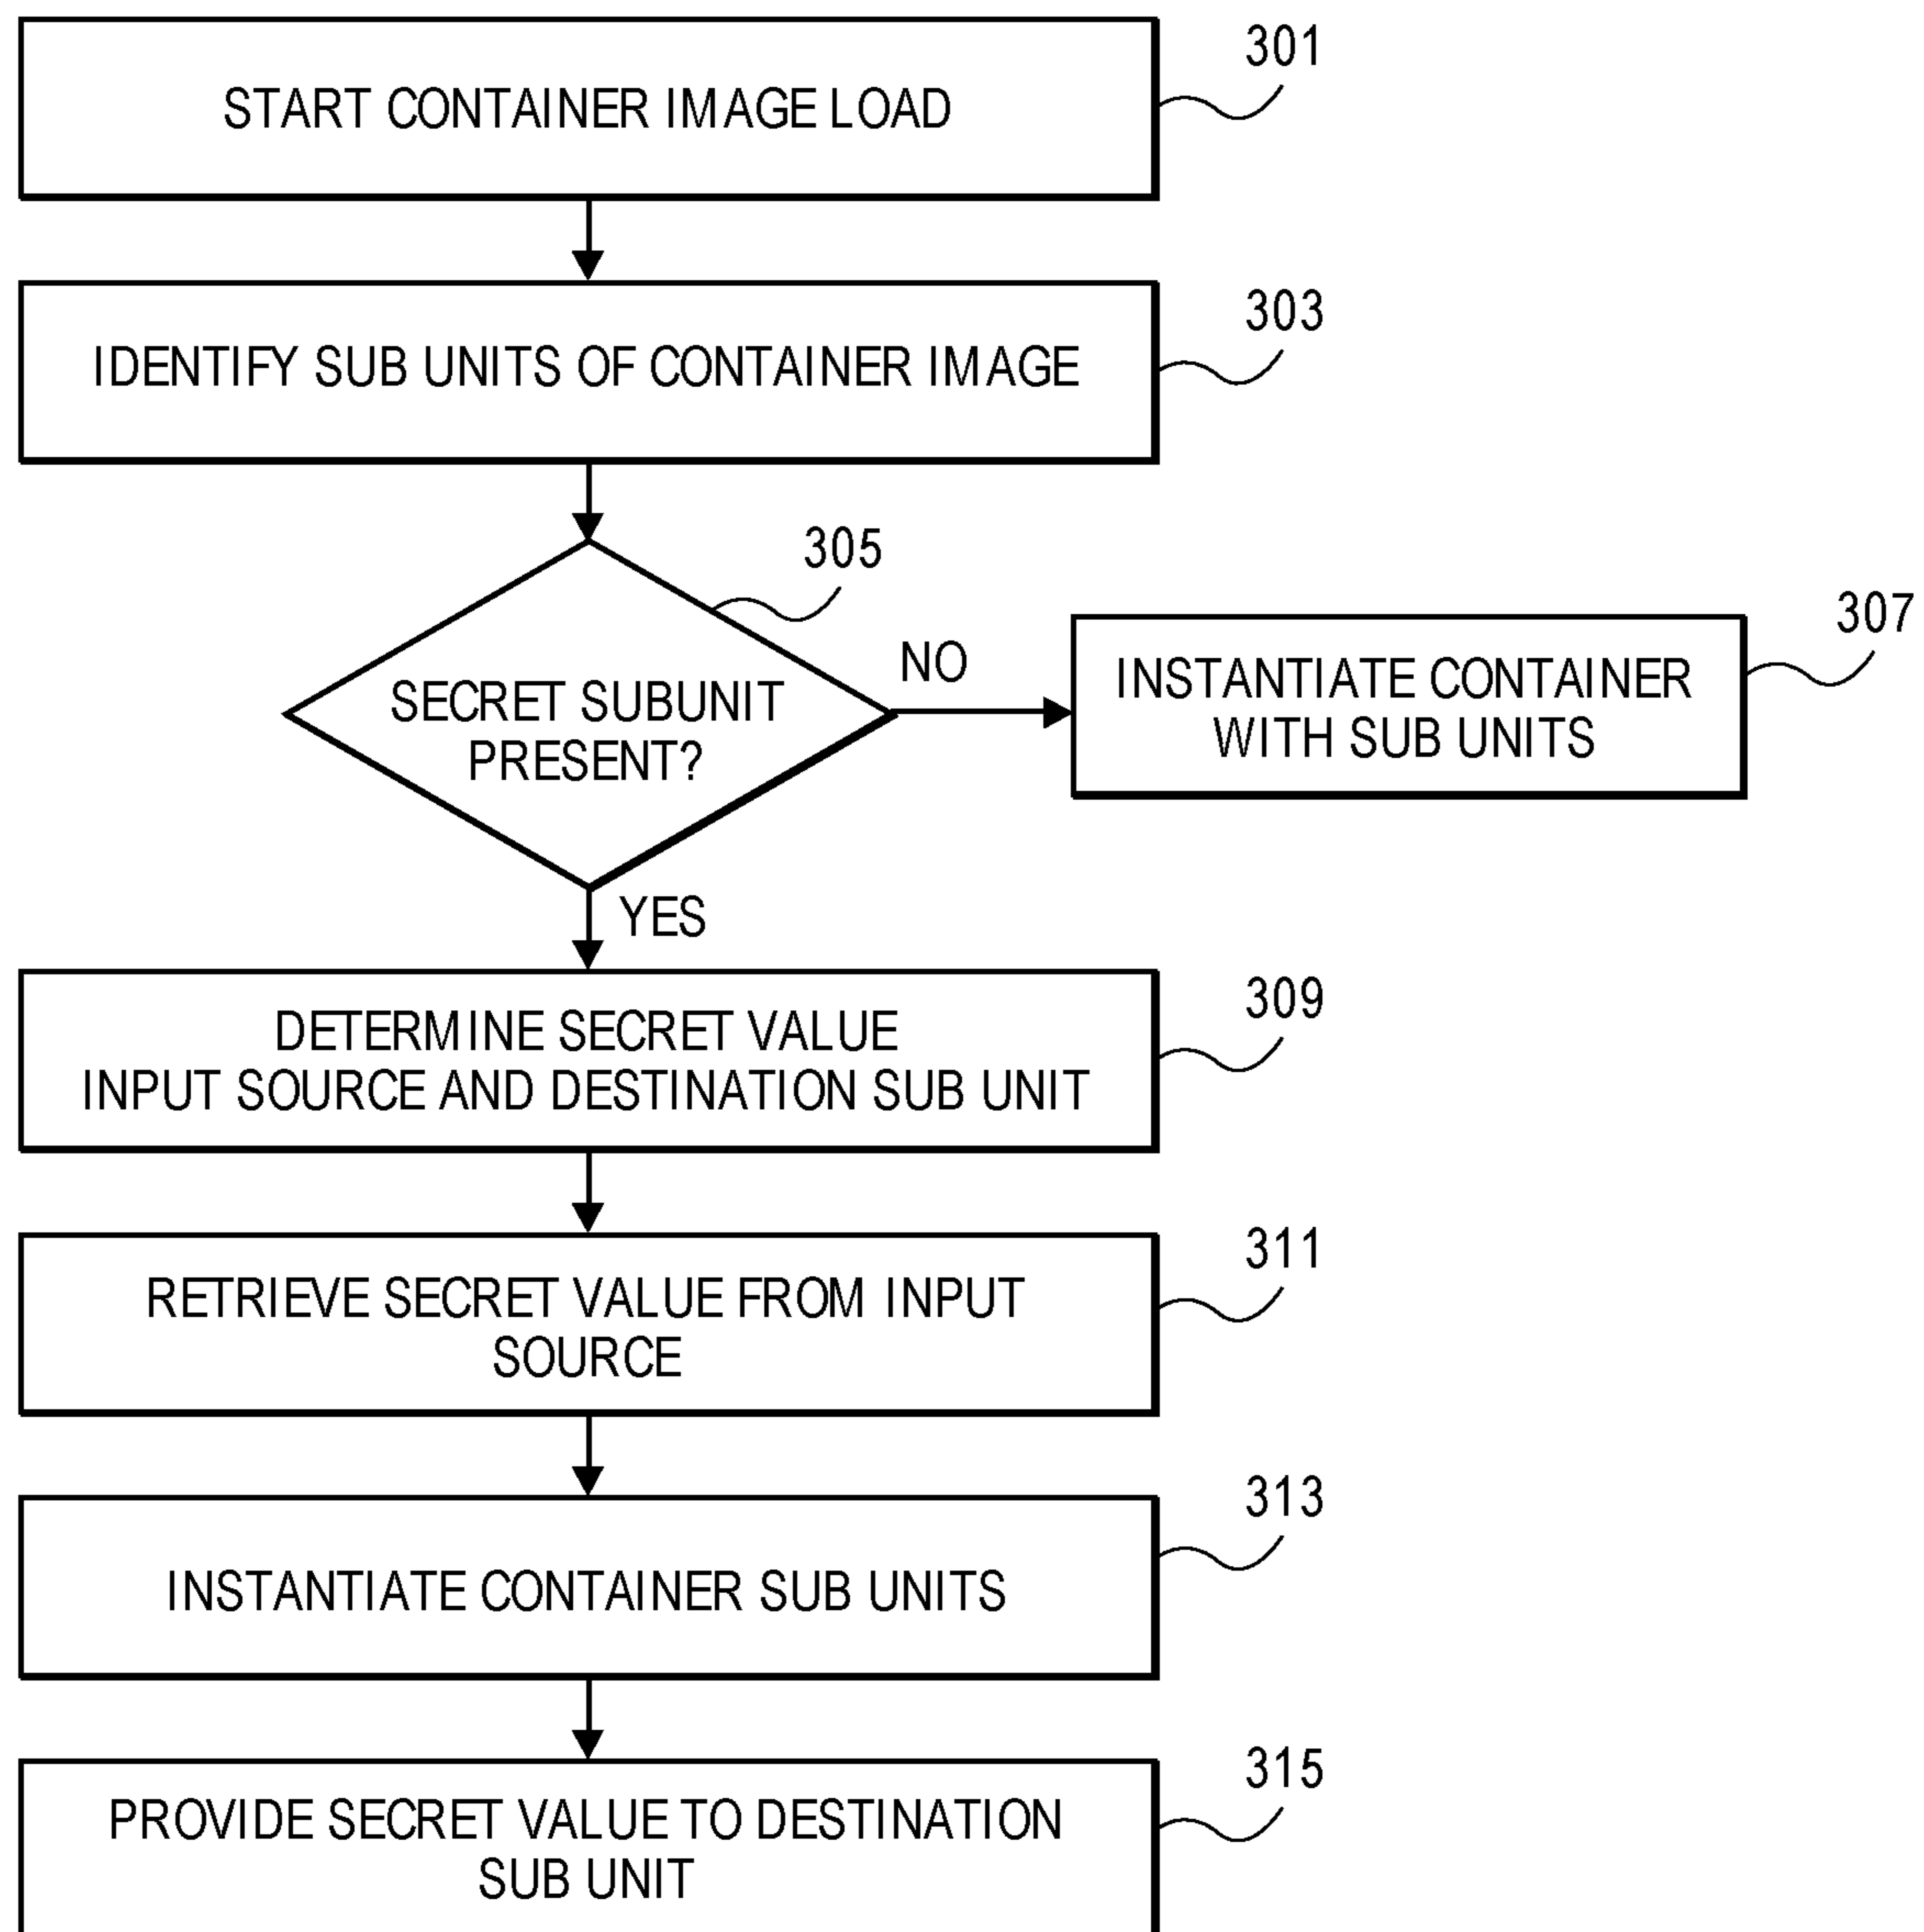 START CONTAINER IMAGE LOAD
301
IDENTIFY SUB UNITS OF CONTAINER IMAGE
303
305
SECRET SUBUNIT
PRESENT?
NO
INSTANTIATE CONTAINER
WITH SUB UNITS
307
YES
DETERMINE SECRET VALUE
INPUT SOURCE AND DESTINATION SUB UNIT
309
RETRIEVE SECRET VALUE FROM INPUT
SOURCE
311
INSTANTIATE CONTAINER SUB UNITS
313
PROVIDE SECRET VALUE TO DESTINATION
SUB UNIT
315